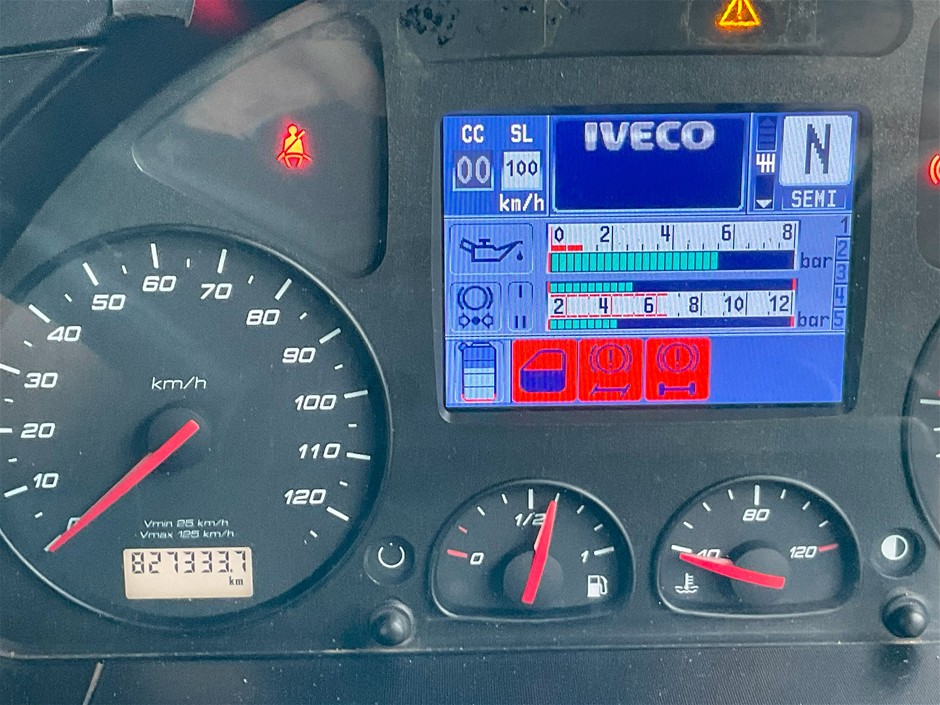 CC SL
00 100
km/h
IVECO
N
SEMI
0 2 4 6 8
bar
2 4 6 8 10 12
bar
I
II
1
2
3
4
5
0
10
20
30
40
50
60
70
80
90
100
110
120
km/h
Vmin 25 km/h
Vmax 125 km/h
827333.7
km
0 1/2 1
40 80 120